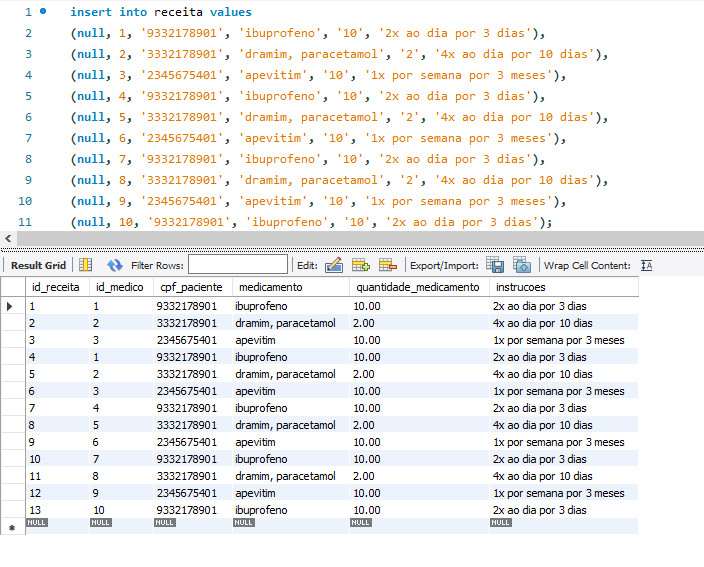 1 insert into receita values
2 (null, 1, '9332178901', 'ibuprofeno', '10', '2x ao dia por 3 dias'),
3 (null, 2, '3332178901', 'dramim, paracetamol', '2', '4x ao dia por 10 dias'),
4 (null, 3, '2345675401', 'apevitim', '10', '1x por semana por 3 meses'),
5 (null, 4, '9332178901', 'ibuprofeno', '10', '2x ao dia por 3 dias'),
6 (null, 5, '3332178901', 'dramim, paracetamol', '2', '4x ao dia por 10 dias'),
7 (null, 6, '2345675401', 'apevitim', '10', '1x por semana por 3 meses'),
8 (null, 7, '9332178901', 'ibuprofeno', '10', '2x ao dia por 3 dias'),
9 (null, 8, '3332178901', 'dramim, paracetamol', '2', '4x ao dia por 10 dias'),
10 (null, 9, '2345675401', 'apevitim', '10', '1x por semana por 3 meses'),
11 (null, 10, '9332178901', 'ibuprofeno', '10', '2x ao dia por 3 dias');
Result Grid Filter Rows: Edit: Export/Import: Wrap Cell Content:
id_receita id_medico cpf_paciente medicamento quantidade_medicamento instrucoes
1 1 9332178901 ibuprofeno 10.00 2x ao dia por 3 dias
2 2 3332178901 dramim, paracetamol 2.00 4x ao dia por 10 dias
3 3 2345675401 apevitim 10.00 1x por semana por 3 meses
4 1 9332178901 ibuprofeno 10.00 2x ao dia por 3 dias
5 2 3332178901 dramim, paracetamol 2.00 4x ao dia por 10 dias
6 3 2345675401 apevitim 10.00 1x por semana por 3 meses
7 4 9332178901 ibuprofeno 10.00 2x ao dia por 3 dias
8 5 3332178901 dramim, paracetamol 2.00 4x ao dia por 10 dias
9 6 2345675401 apevitim 10.00 1x por semana por 3 meses
10 7 9332178901 ibuprofeno 10.00 2x ao dia por 3 dias
11 8 3332178901 dramim, paracetamol 2.00 4x ao dia por 10 dias
12 9 2345675401 apevitim 10.00 1x por semana por 3 meses
13 10 9332178901 ibuprofeno 10.00 2x ao dia por 3 dias
NULL NULL NULL NULL NULL NULL